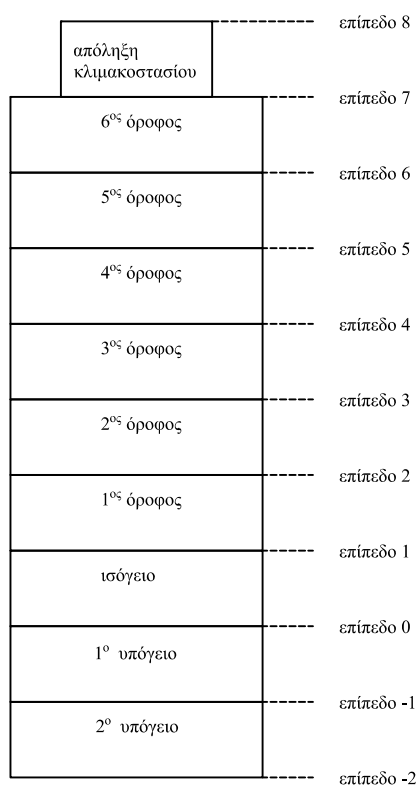 επίπεδο 8
απόληξη
κλιμακοστασίου
επίπεδο 7
6ος όροφος
επίπεδο 6
5ος όροφος
επίπεδο 5
4ος όροφος
επίπεδο 4
3ος όροφος
επίπεδο 3
2ος όροφος
επίπεδο 2
1ος όροφος
επίπεδο 1
ισόγειο
επίπεδο 0
1ο υπόγειο
επίπεδο -1
2ο υπόγειο
επίπεδο -2